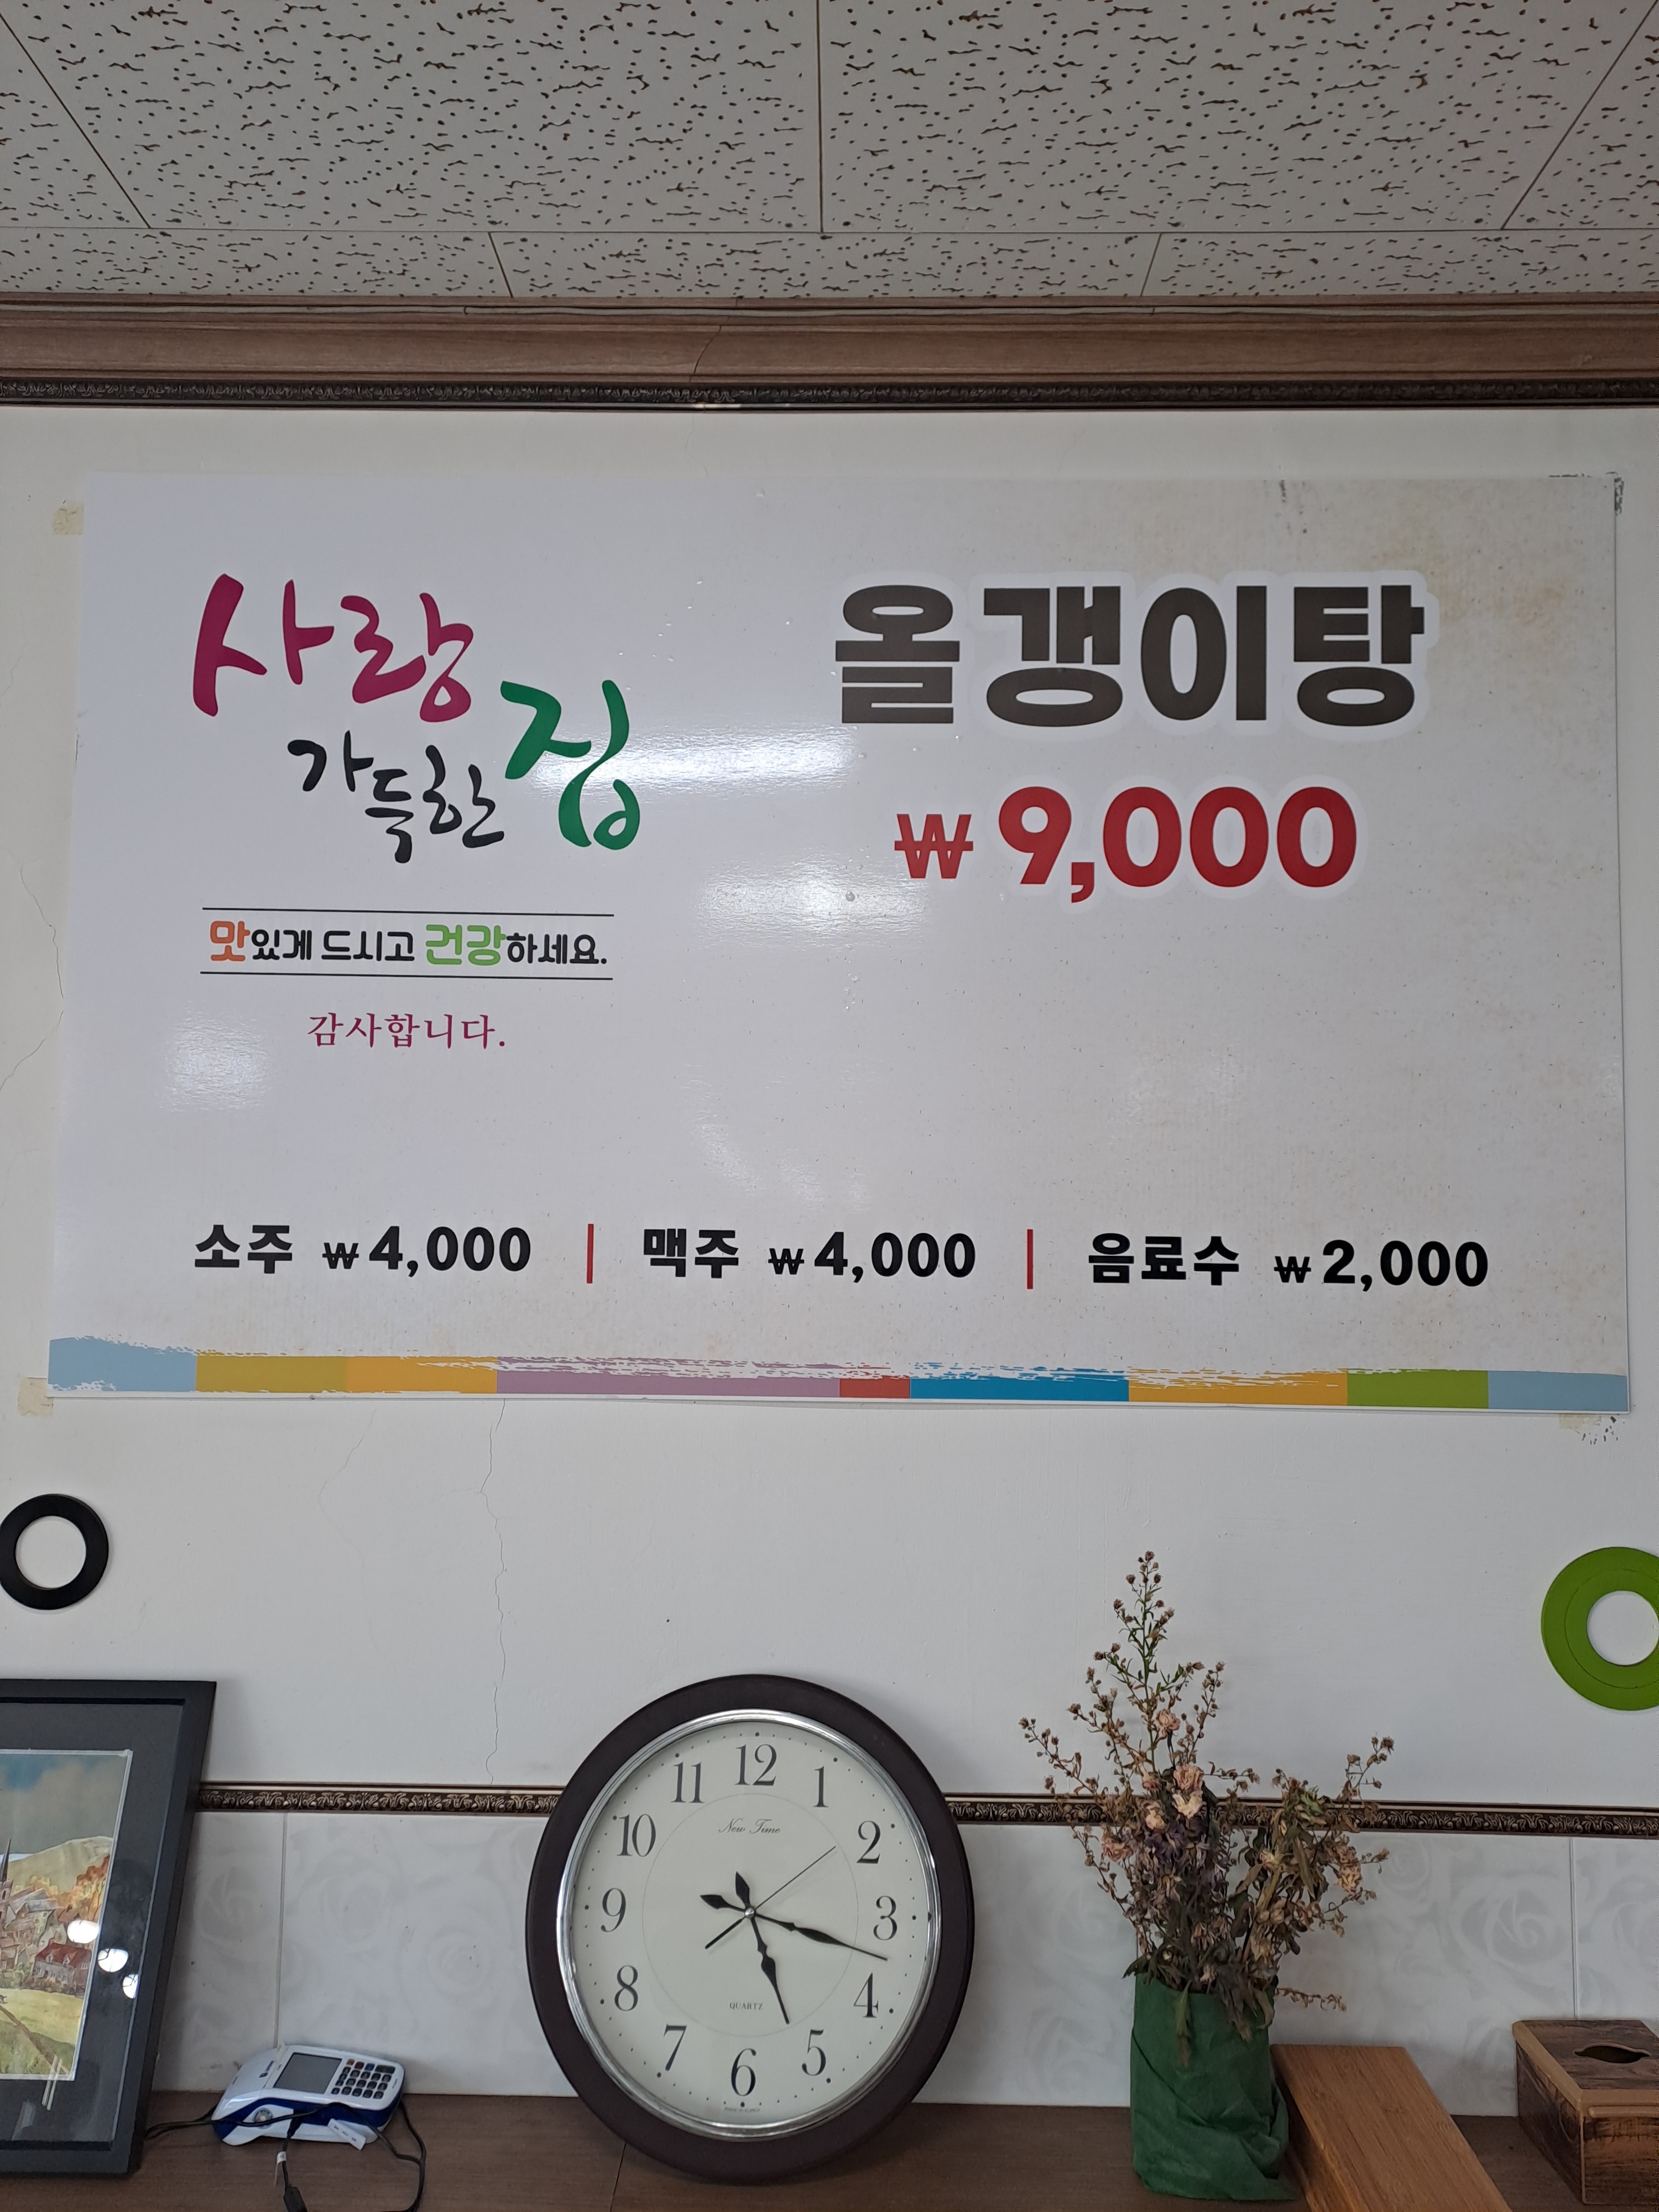 사랑
가득한 집
맛있게 드시고 건강하세요.
감사합니다.
올갱이탕
₩9,000
소주 ₩4,000 | 맥주 ₩4,000 | 음료수 ₩2,000
12
1
2
3
4
5
6
7
8
9
10
11
New Time
QUARTZ